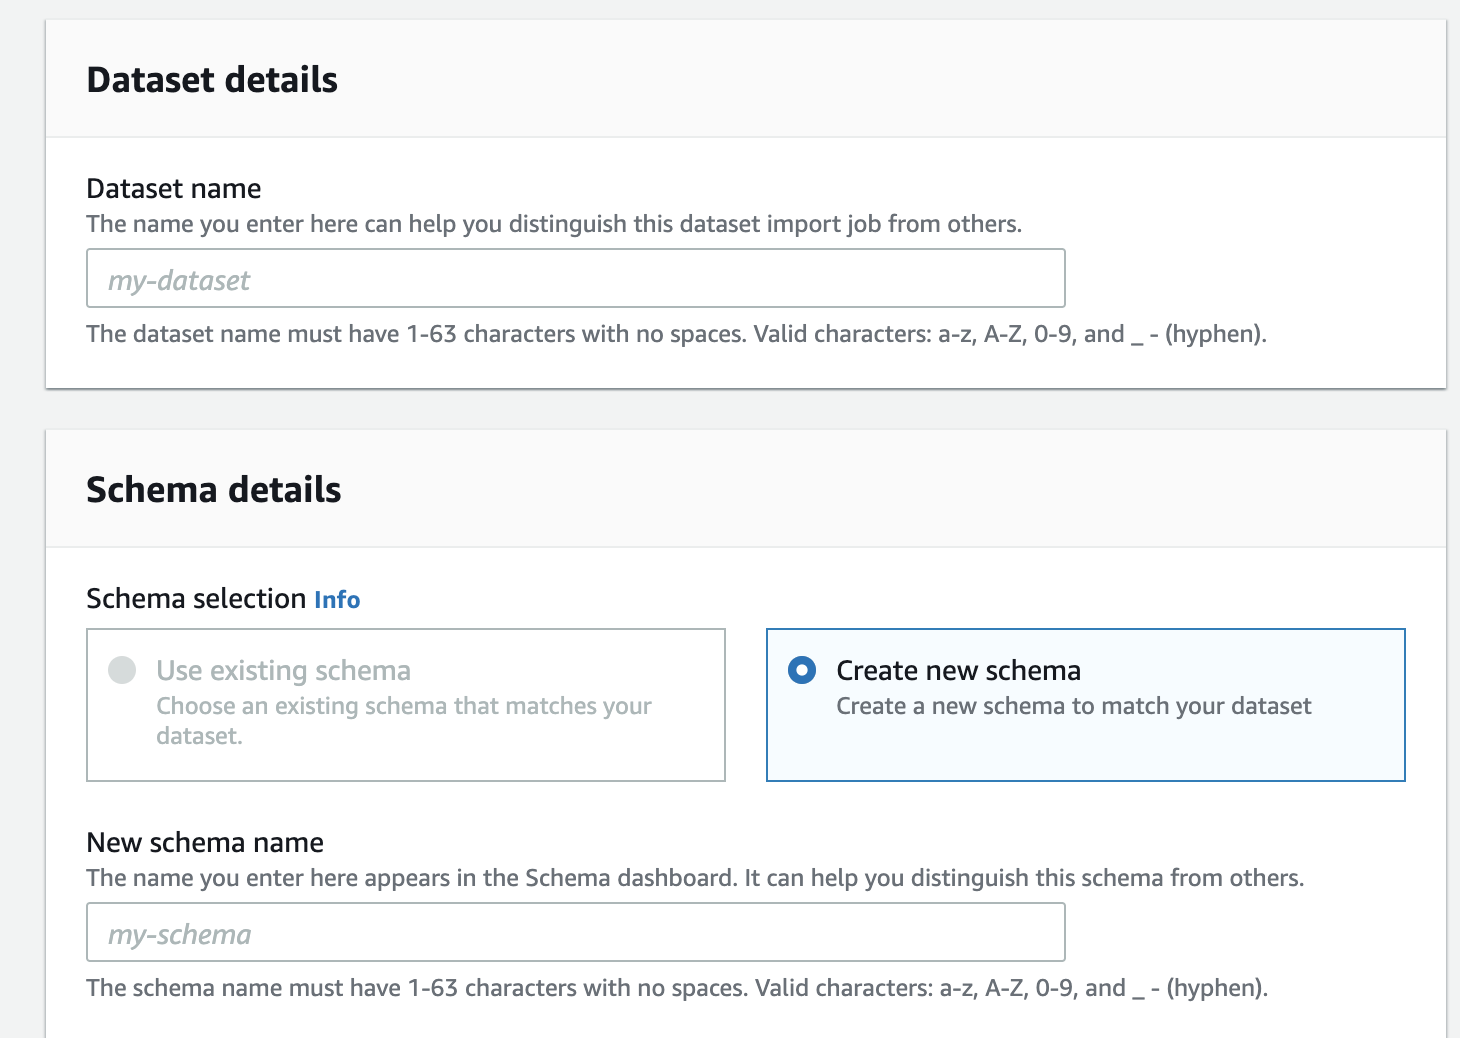 Dataset details
Dataset name
The name you enter here can help you distinguish this dataset import job from others.
my-dataset
The dataset name must have 1-63 characters with no spaces. Valid characters: a-z, A-Z, 0-9, and _ - (hyphen).
Schema details
Schema selection Info
Use existing schema
Choose an existing schema that matches your
dataset.
Create new schema
Create a new schema to match your dataset
New schema name
The name you enter here appears in the Schema dashboard. It can help you distinguish this schema from others.
my-schema
The schema name must have 1-63 characters with no spaces. Valid characters: a-z, A-Z, 0-9, and _ - (hyphen).